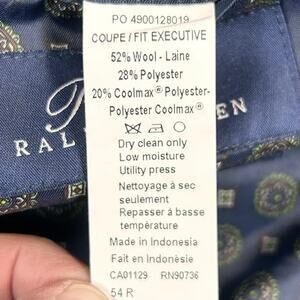 PO 4900128019
COUPE / FIT EXECUTIVE
52% Wool - Laine
28% Polyester
20% Coolmax® Polyester-
Polyester Coolmax®
Dry clean only
Low moisture
Utility press
Nettoyage à sec
seulement
Repasser à basse
température
Made in Indonesia
Fait en Indonésie
CA01129 RN90736
54 R
RAL
EN